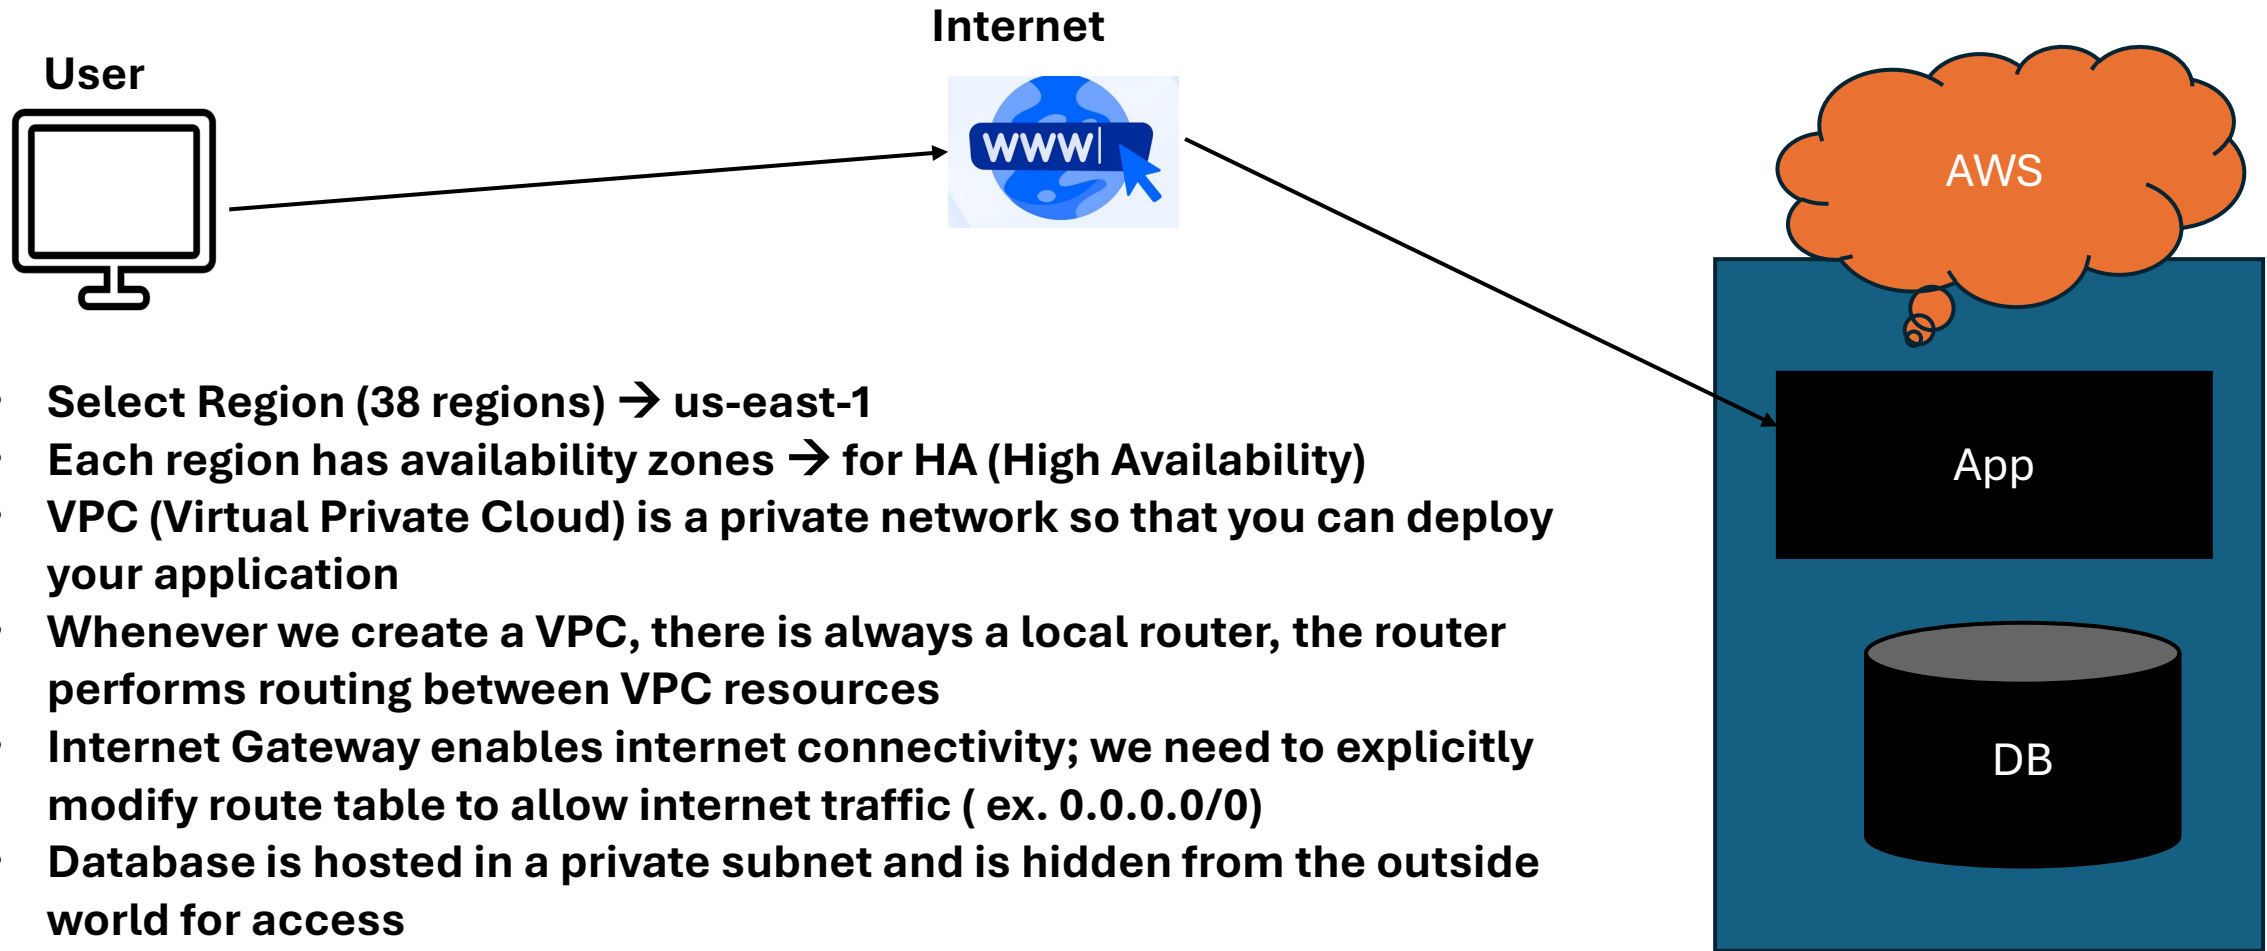 Internet
User
www
AWS
• Select Region (38 regions) → us-east-1
• Each region has availability zones → for HA (High Availability)
• VPC (Virtual Private Cloud) is a private network so that you can deploy
your application
• Whenever we create a VPC, there is always a local router, the router
performs routing between VPC resources
• Internet Gateway enables internet connectivity; we need to explicitly
modify route table to allow internet traffic ( ex. 0.0.0.0/0)
• Database is hosted in a private subnet and is hidden from the outside
world for access
App
DB